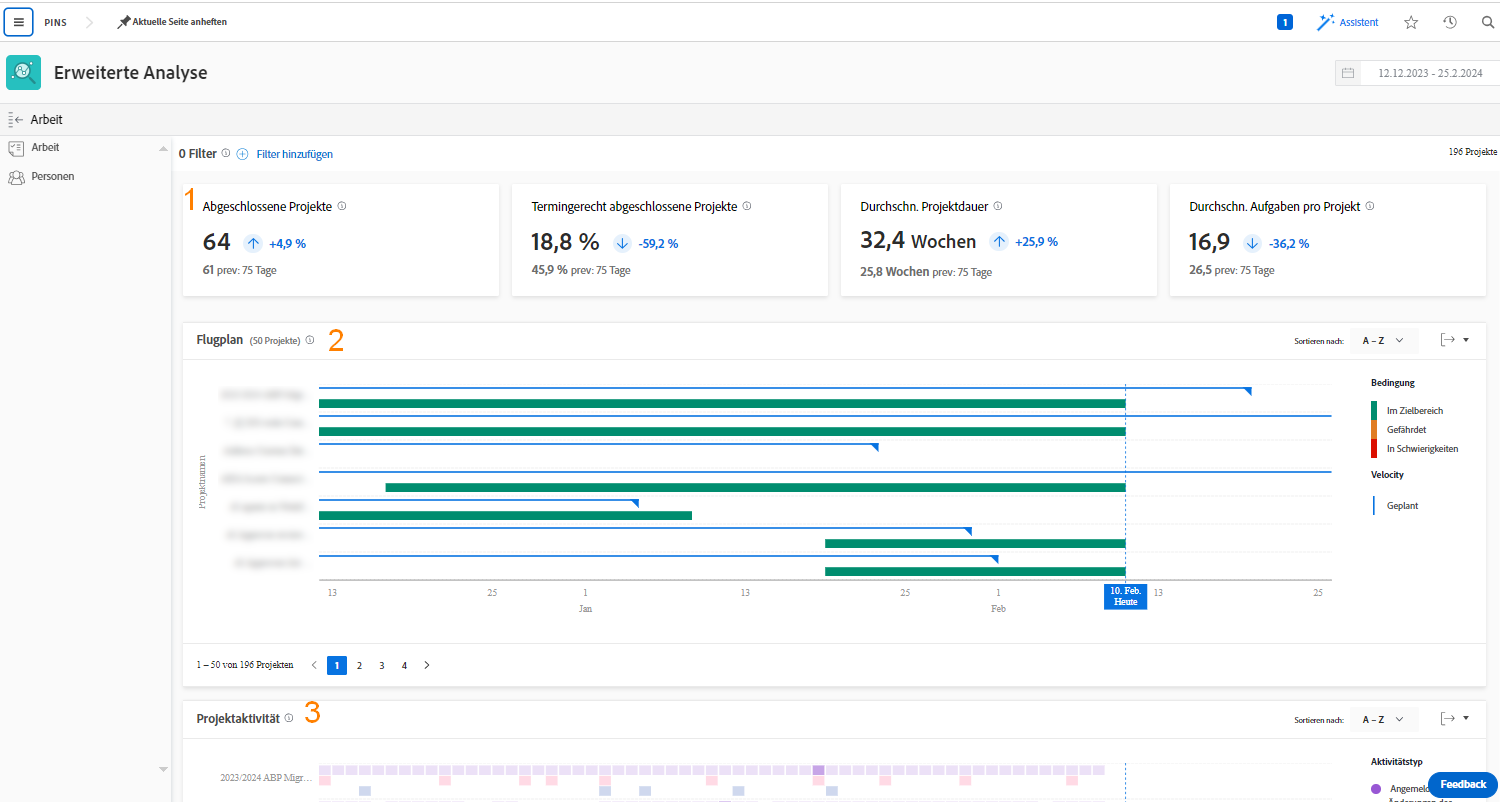 PINS
Aktuelle Seite anheften
1
Assistent
Erweiterte Analyse
12.12.2023 - 25.2.2024
Arbeit
Arbeit
Personen
0 Filter
Filter hinzufügen
196 Projekte
1
Abgeschlossene Projekte
64
+4,9 %
61 prev: 75 Tage
Termingerecht abgeschlossene Projekte
18,8 %
-59,2 %
45,9 % prev: 75 Tage
Durchschn. Projektdauer
32,4 Wochen
+25,9 %
25,8 Wochen prev: 75 Tage
Durchschn. Aufgaben pro Projekt
16,9
-36,2 %
26,5 prev: 75 Tage
Flugplan (50 Projekte)
2
Sortieren nach:
A – Z
Projektnamen
13
25
1
Jan
13
25
1
Feb
10. Feb.
Heute
13
25
Bedingung
Im Zielbereich
Gefährdet
In Schwierigkeiten
Velocity
Geplant
1 – 50 von 196 Projekten
1
2
3
4
Projektaktivität
3
Sortieren nach:
A – Z
2023/2024 ABP Migr...
Aktivitätstyp
Feedback